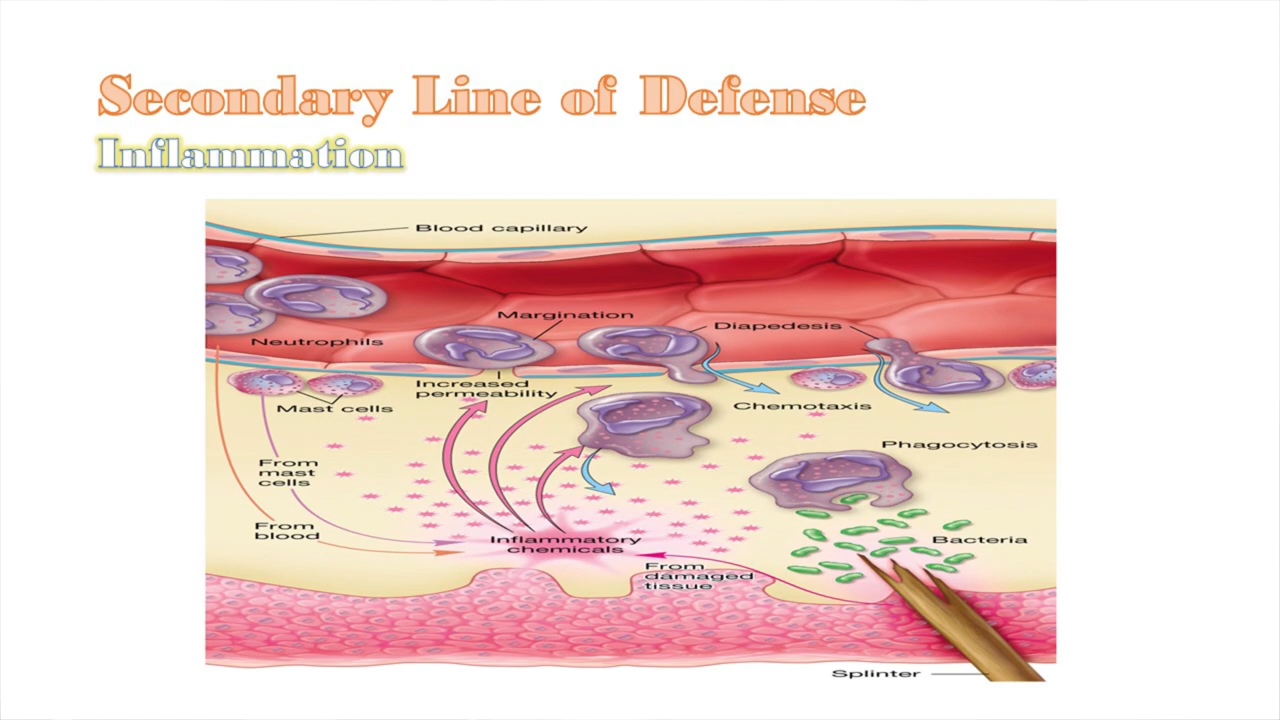 Secondary Line of Defense
Inflammation
Blood capillary
Margination
Diapedesis
Neutrophils
Increased
permeability
Mast cells
Chemotaxis
Phagocytosis
From
mast
cells
From
blood
Inflammatory
chemicals
Bacteria
From
damaged
tissue
Splinter